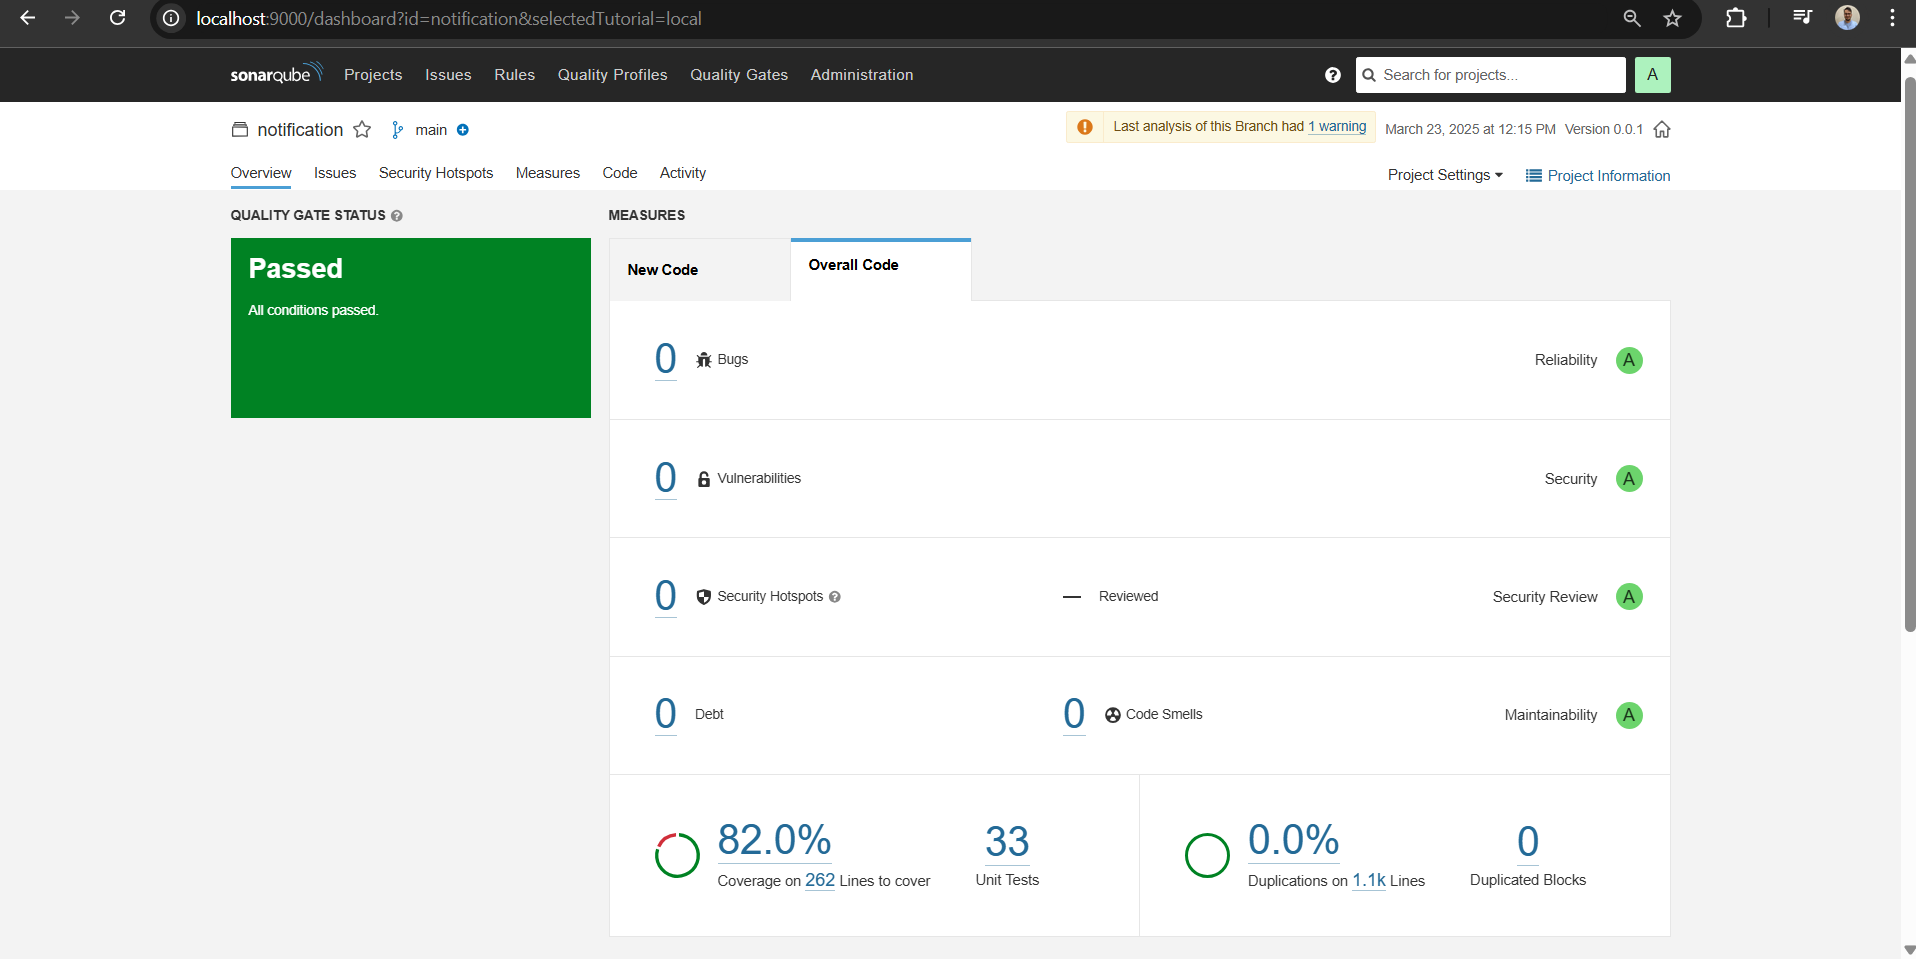 localhost:9000/dashboard?id=notification&selectedTutorial=local
sonarqube Projects Issues Rules Quality Profiles Quality Gates Administration ? Search for projects... A
notification main Last analysis of this Branch had 1 warning March 23, 2025 at 12:15 PM Version 0.0.1
Overview Issues Security Hotspots Measures Code Activity Project Settings Project Information
QUALITY GATE STATUS ? MEASURES
Passed
All conditions passed.
New Code Overall Code
0 Bugs Reliability A
0 Vulnerabilities Security A
0 Security Hotspots ? — Reviewed Security Review A
0 Debt 0 Code Smells Maintainability A
82.0% 33 0.0% 0
Coverage on 262 Lines to cover Unit Tests Duplications on 1.1k Lines Duplicated Blocks